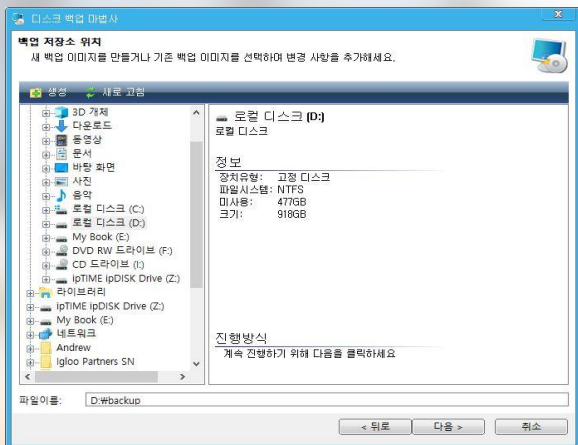 디스크 백업 마법사
백업 저장소 위치
새 백업 이미지를 만들거나 기존 백업 이미지를 선택하여 변경 사항을 추가해세요.
생성 새로 고침
3D 개체
다운로드
동영상
문서
바탕 화면
사진
음악
로컬 디스크 (C:)
로컬 디스크 (D:)
My Book (E:)
DVD RW 드라이브 (F:)
CD 드라이브 (I:)
ipTIME ipDISK Drive (Z:)
라이브러리
ipTIME ipDISK Drive (Z:)
My Book (E:)
네트워크
Andrew
Igloo Partners SN
로컬 디스크 (D:)
로컬 디스크
정보
장치유형: 고정 디스크
파일시스템: NTFS
미사용: 477GB
크기: 918GB
진행방식
계속 진행하기 위해 다음을 클릭하세요
파일이름: D:₩backup
< 뒤로 다음 > 취소